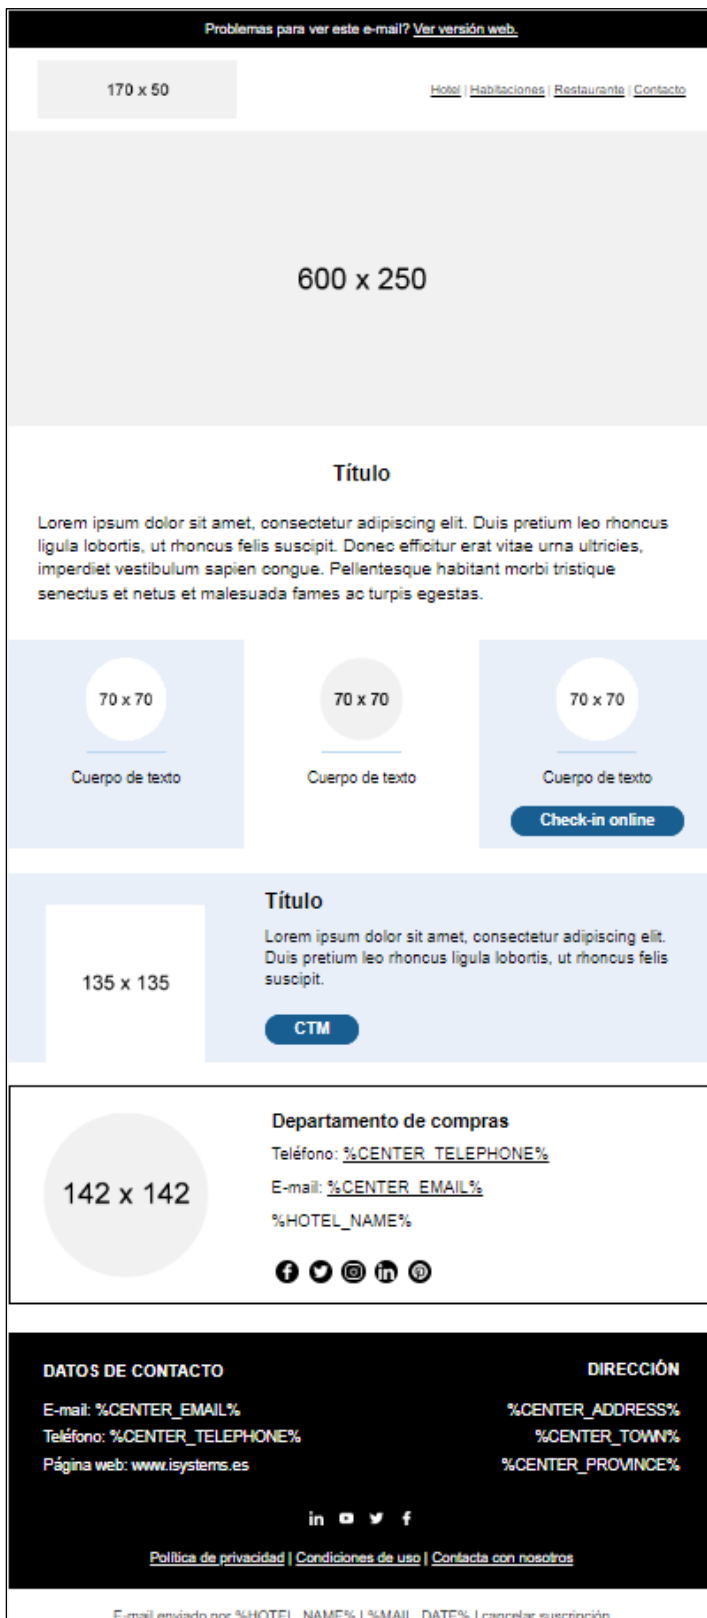 Problemas para ver este e-mail? Ver versión web.
170 x 50
Hotel | Habitaciones | Restaurante | Contacto
600 x 250
Título
Lorem ipsum dolor sit amet, consectetur adipiscing elit. Duis pretium leo rhoncus
ligula lobortis, ut rhoncus felis suscipit. Donec efficitur erat vitae urna ultricies,
imperdiet vestibulum sapien congue. Pellentesque habitant morbi tristique
senectus et netus et malesuada fames ac turpis egestas.
70 x 70
Cuerpo de texto
70 x 70
Cuerpo de texto
70 x 70
Cuerpo de texto
Check-in online
135 x 135
Título
Lorem ipsum dolor sit amet, consectetur adipiscing elit.
Duis pretium leo rhoncus ligula lobortis, ut rhoncus felis
suscipit.
CTM
142 x 142
Departamento de compras
Teléfono: %CENTER_TELEPHONE%
E-mail: %CENTER_EMAIL%
%HOTEL_NAME%
DATOS DE CONTACTO
E-mail: %CENTER_EMAIL%
Teléfono: %CENTER_TELEPHONE%
Página web: www.isystems.es
DIRECCIÓN
%CENTER_ADDRESS%
%CENTER_TOWN%
%CENTER_PROVINCE%
Política de privacidad | Condiciones de uso | Contacta con nosotros
E-mail enviado por %HOTEL_NAME% | %MAIL_DATE% | cancelar suscripción